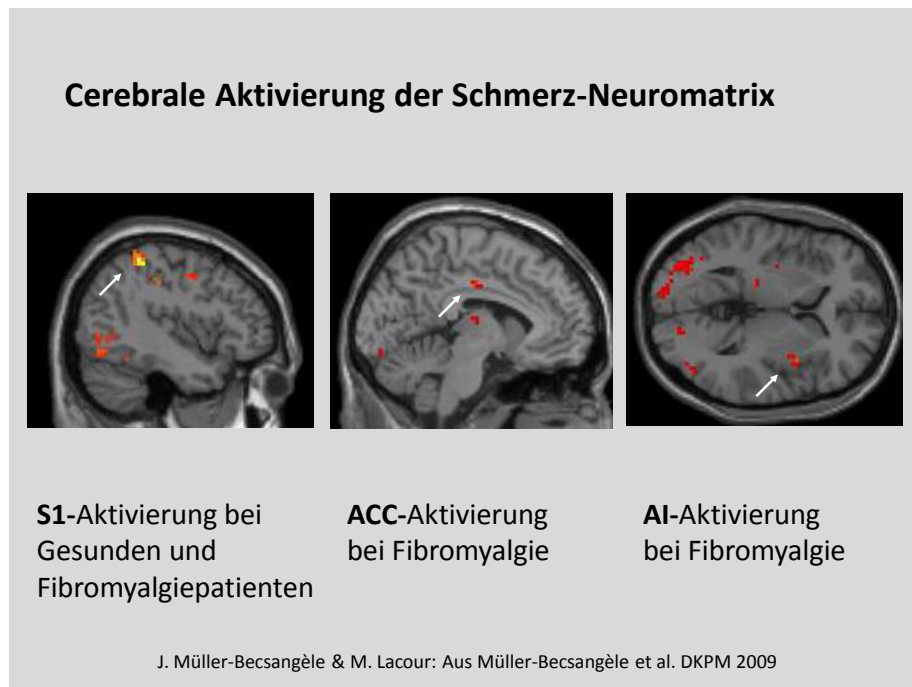 Cerebrale Aktivierung der Schmerz-Neuromatrix
S1-Aktivierung bei
Gesunden und
Fibromyalgiepatienten
ACC-Aktivierung
bei Fibromyalgie
AI-Aktivierung
bei Fibromyalgie
J. Müller-Becsangèle & M. Lacour: Aus Müller-Becsangèle et al. DKPM 2009